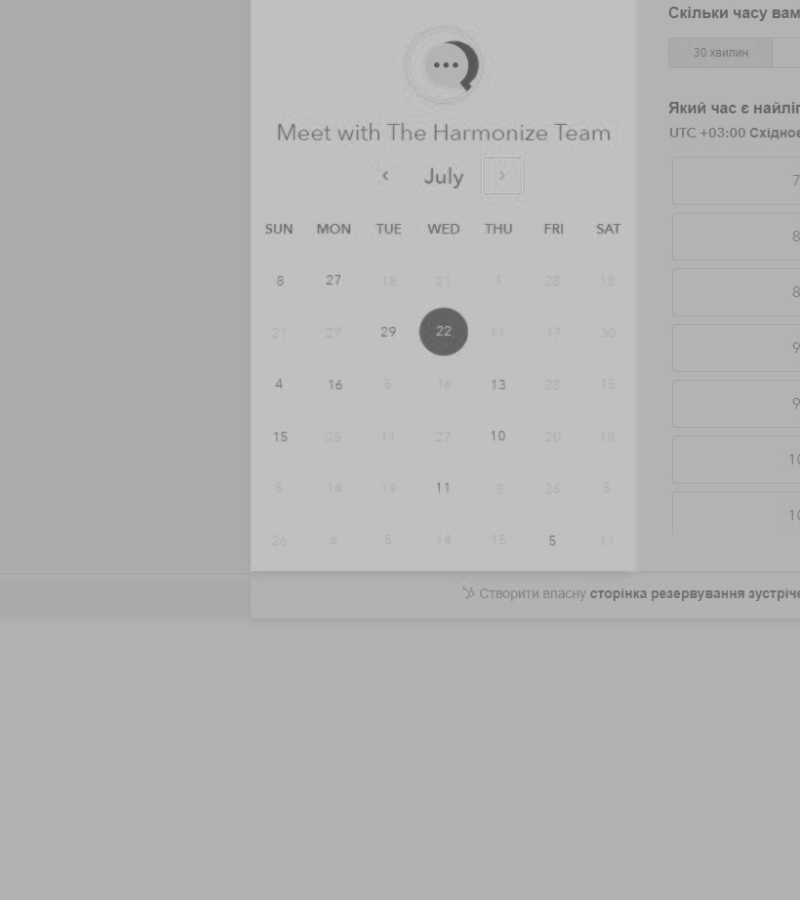 Meet with The Harmonize Team
July
SUN MON TUE WED THU FRI SAT
8 27 18 21 1 28 18
21 27 29 22 11 17 30
4 16 5 16 13 28 15
15 25 11 27 10 20 18
5 14 19 11 3 26 5
26 6 5 14 15 5 11
Скільки часу вам
30 хвилин
Який час є найліп
UTC +03:00 Східноє
7
8
8
9
9
10
10
Створити власну сторінка резервування зустріче